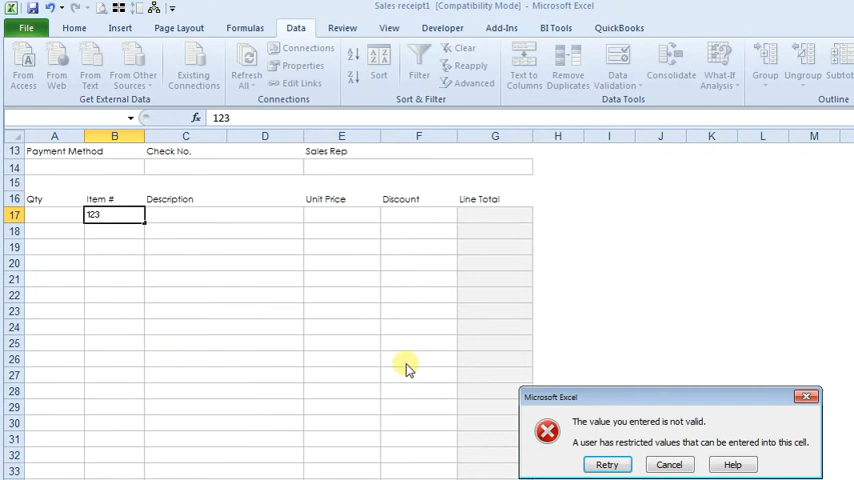 Sales receipt1 [Compatibility Mode] - Microsoft Excel
File Home Insert Page Layout Formulas Data Review View Developer Add-Ins BI Tools QuickBooks
From Access
From Web
From Text
From Other Sources
Get External Data
Existing Connections
Refresh All
Connections
Properties
Edit Links
Connections
Sort
Filter
Clear
Reapply
Advanced
Sort & Filter
Text to Columns
Remove Duplicates
Data Validation
Consolidate
What-If Analysis
Data Tools
Group
Ungroup
Subtot
Outline
fx 123
A B C D E F G H I J K L M
13 Payment Method Check No. Sales Rep
14
15
16 Qty Item # Description Unit Price Discount Line Total
17 123
18
19
20
21
22
23
24
25
26
27
28
29
30
31
32
33
Microsoft Excel
The value you entered is not valid.
A user has restricted values that can be entered into this cell.
Retry Cancel Help